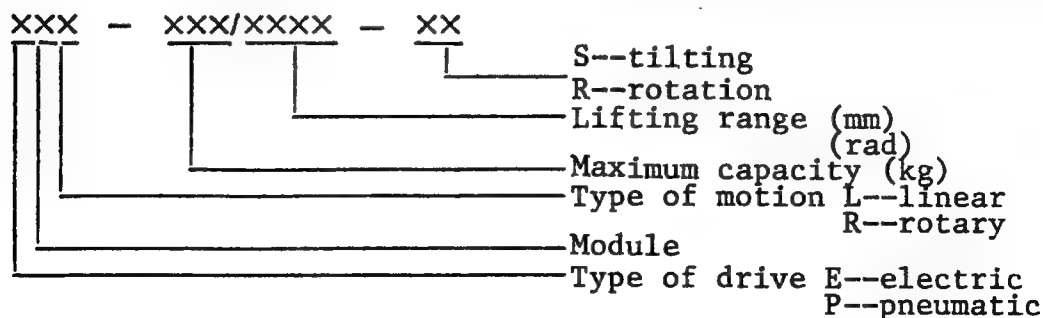 xxx - xxx/xxxx - xx
S--tilting
R--rotation
Lifting range (mm)
(rad)
Maximum capacity (kg)
Type of motion L--linear
R--rotary
Module
Type of drive E--electric
P--pneumatic